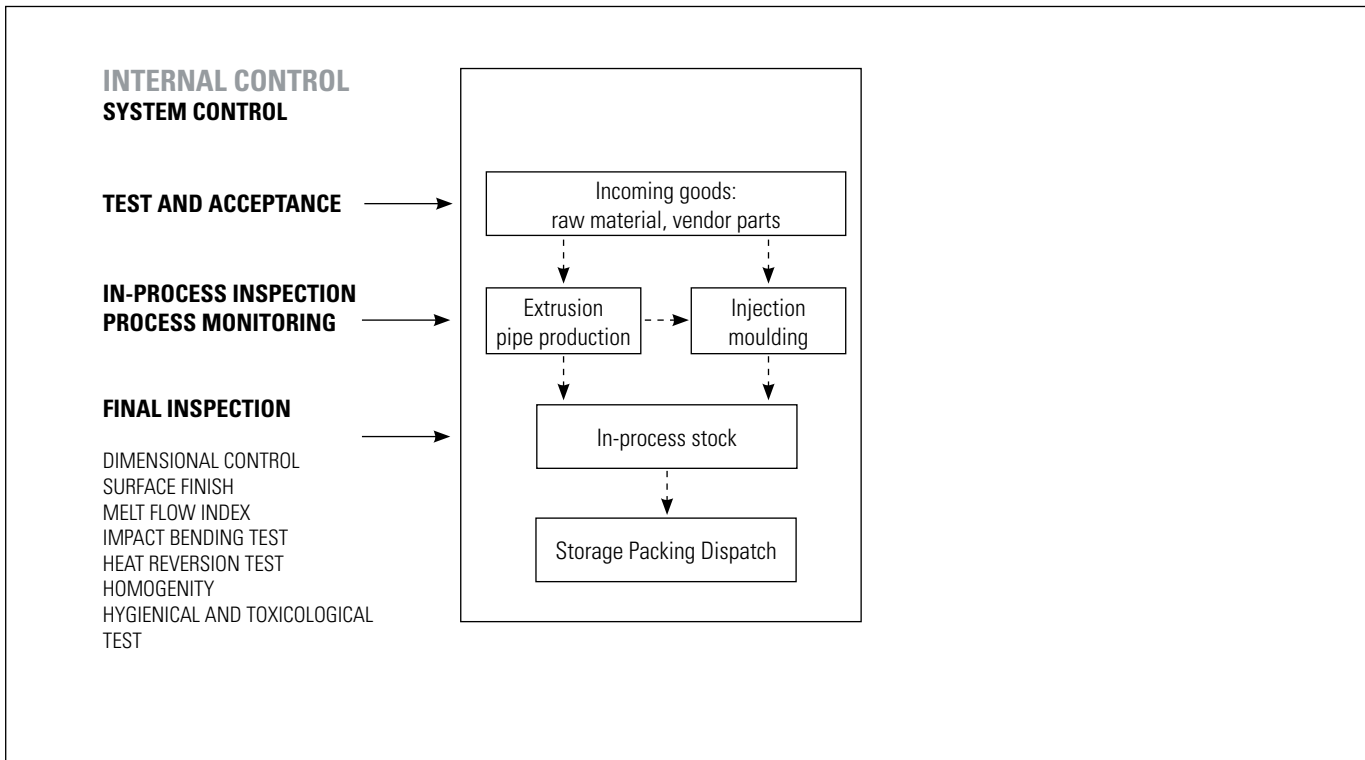 INTERNAL CONTROL
SYSTEM CONTROL
TEST AND ACCEPTANCE
Incoming goods:
raw material, vendor parts
IN-PROCESS INSPECTION
PROCESS MONITORING
Extrusion
pipe production
Injection
moulding
FINAL INSPECTION
In-process stock
DIMENSIONAL CONTROL
SURFACE FINISH
MELT FLOW INDEX
IMPACT BENDING TEST
HEAT REVERSION TEST
HOMOGENITY
HYGIENICAL AND TOXICOLOGICAL
TEST
Storage Packing Dispatch